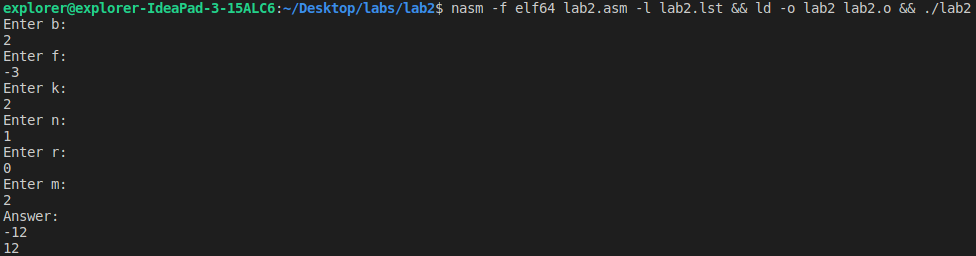 explorer@explorer-IdeaPad-3-15ALC6:~/Desktop/labs/lab2$ nasm -f elf64 lab2.asm -l lab2.lst && ld -o lab2 lab2.o && ./lab2
Enter b:
2
Enter f:
-3
Enter k:
2
Enter n:
1
Enter r:
0
Enter m:
2
Answer:
-12
12